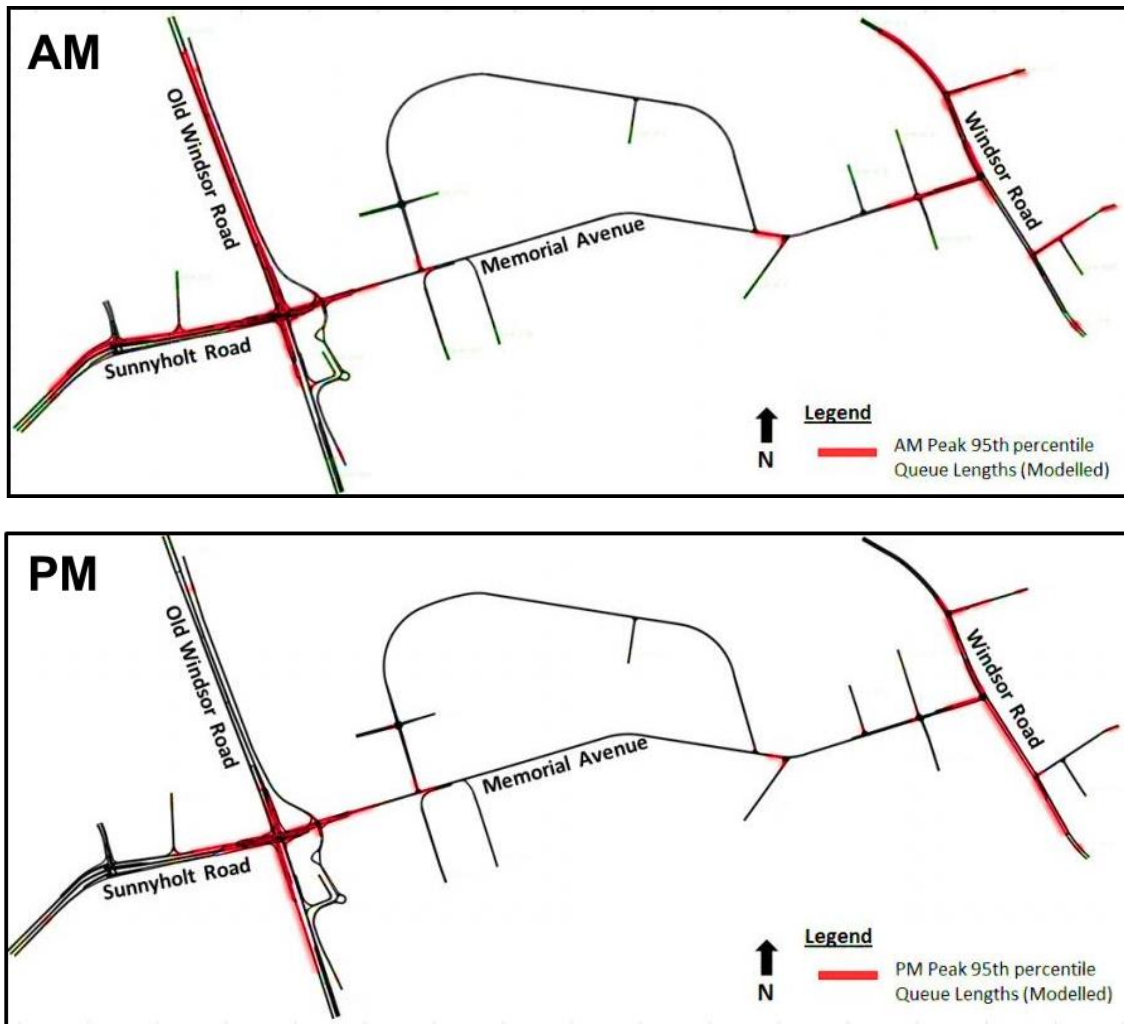 AM
Old Windsor Road
Windsor Road
Memorial Avenue
Sunnyholt Road
Legend
N
AM Peak 95th percentile
Queue Lengths (Modelled)
PM
Old Windsor Road
Windsor Road
Memorial Avenue
Sunnyholt Road
Legend
N
PM Peak 95th percentile
Queue Lengths (Modelled)